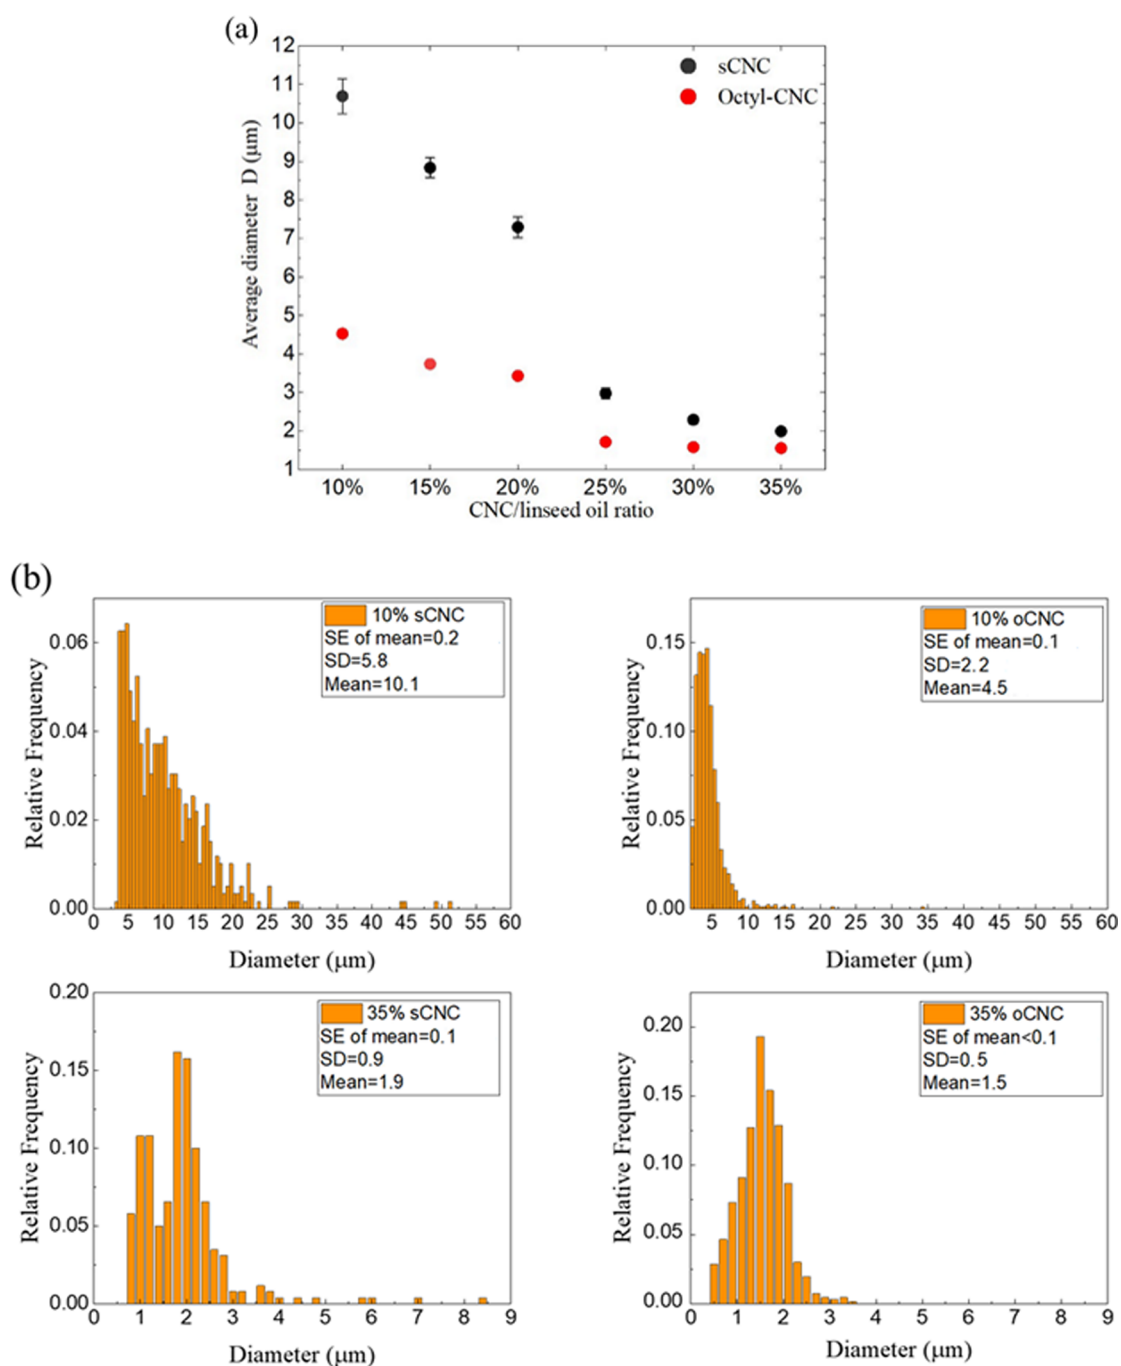 (a)
12
11
10
9
8
7
6
5
4
3
2
1
Average diameter D (μm)
sCNC
Octyl-CNC
10% 15% 20% 25% 30% 35%
CNC/linseed oil ratio
(b)
0.06
0.04
0.02
0.00
Relative Frequency
10% sCNC
SE of mean=0.2
SD=5.8
Mean=10.1
0 5 10 15 20 25 30 35 40 45 50 55 60
Diameter (μm)
0.15
0.10
0.05
0.00
Relative Frequency
10% oCNC
SE of mean=0.1
SD=2.2
Mean=4.5
5 10 15 20 25 30 35 40 45 50 55 60
Diameter (μm)
0.20
0.15
0.10
0.05
0.00
Relative Frequency
35% sCNC
SE of mean=0.1
SD=0.9
Mean=1.9
0 1 2 3 4 5 6 7 8 9
Diameter (μm)
0.20
0.15
0.10
0.05
0.00
Relative Frequency
35% oCNC
SE of mean<0.1
SD=0.5
Mean=1.5
0 1 2 3 4 5 6 7 8 9
Diameter (μm)